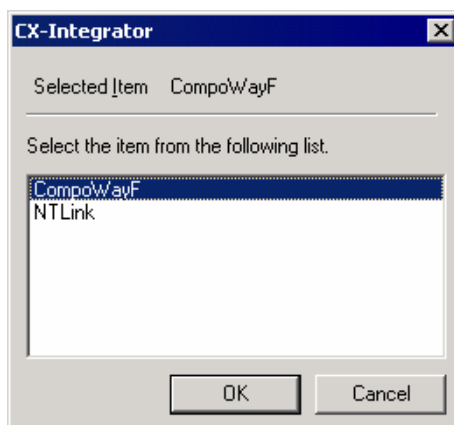 CX-Integrator
Selected Item CompoWayF
Select the item from the following list.
CompoWayF
NTLink
OK Cancel